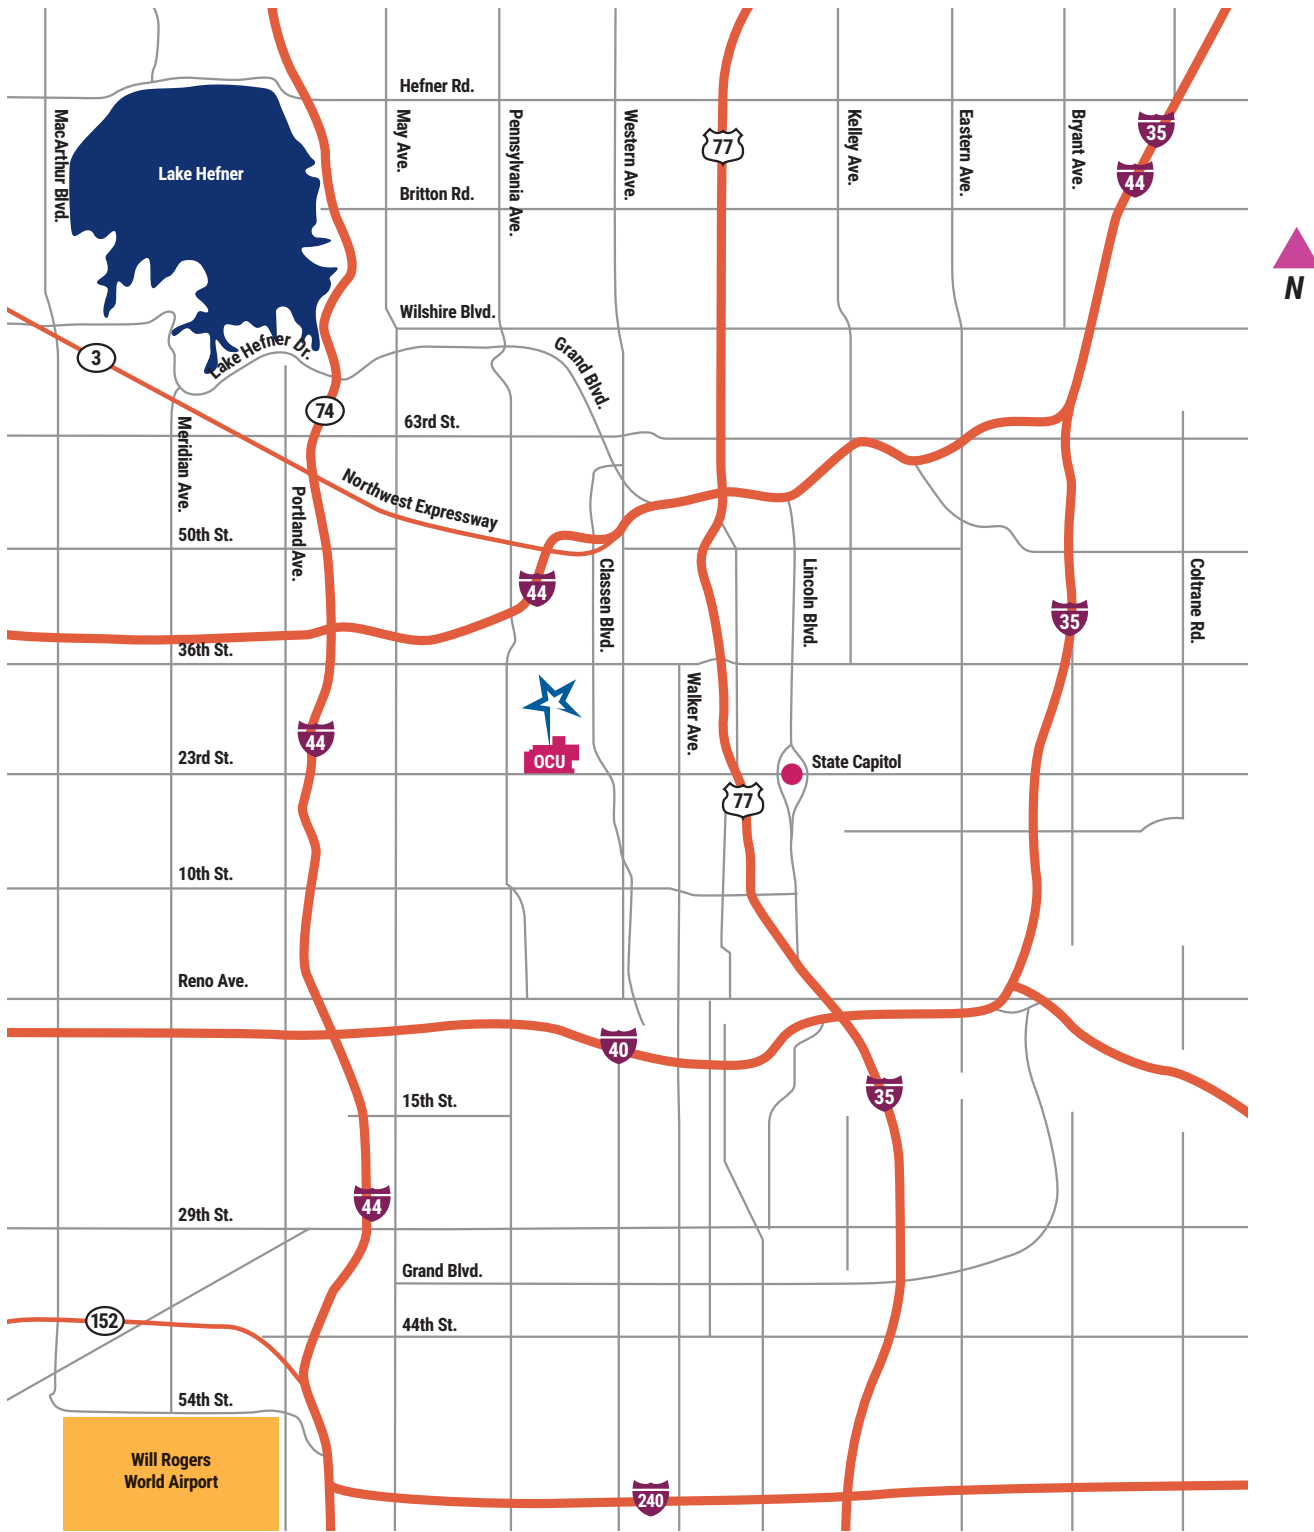 Hefner Rd.
MacArthur Blvd.
May Ave.
Pennsylvania Ave.
Western Ave.
77
Kelley Ave.
Eastern Ave.
Bryant Ave.
35
44
Lake Hefner
Britton Rd.
N
Wilshire Blvd.
3
Lake Hefner Dr.
Grand Blvd.
74
63rd St.
Meridian Ave.
Northwest Expressway
Portland Ave.
50th St.
44
Classen Blvd.
Lincoln Blvd.
Coltrane Rd.
35
36th St.
Walker Ave.
44
23rd St.
OCU
State Capitol
77
10th St.
Reno Ave.
40
15th St.
35
44
29th St.
Grand Blvd.
152
44th St.
54th St.
Will Rogers
World Airport
240